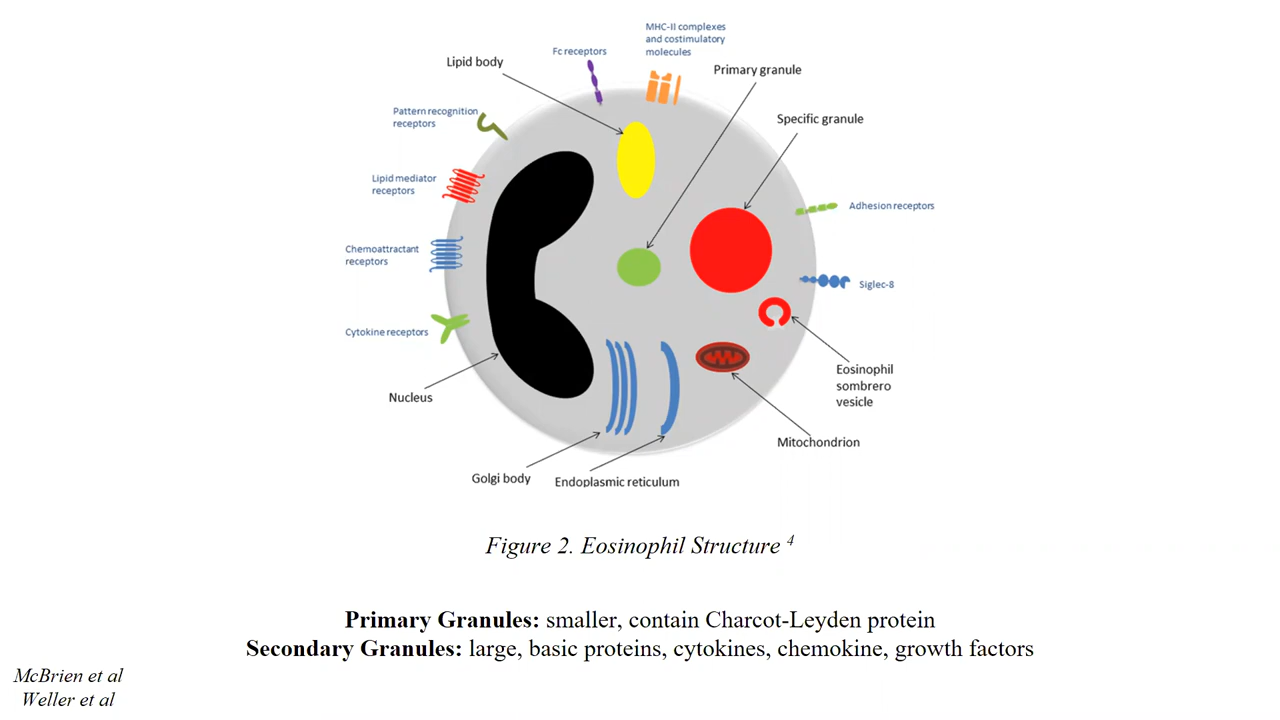 MHC-II complexes
and costimulatory
molecules
Fc receptors
Lipid body
Primary granule
Pattern recognition
receptors
Specific granule
Lipid mediator
receptors
Adhesion receptors
Chemoattractant
receptors
Siglec-8
Cytokine receptors
Eosinophil
sombrero
vesicle
Nucleus
Mitochondrion
Golgi body
Endoplasmic reticulum
Figure 2. Eosinophil Structure 4
Primary Granules: smaller, contain Charcot-Leyden protein
Secondary Granules: large, basic proteins, cytokines, chemokine, growth factors
McBrien et al
Weller et al